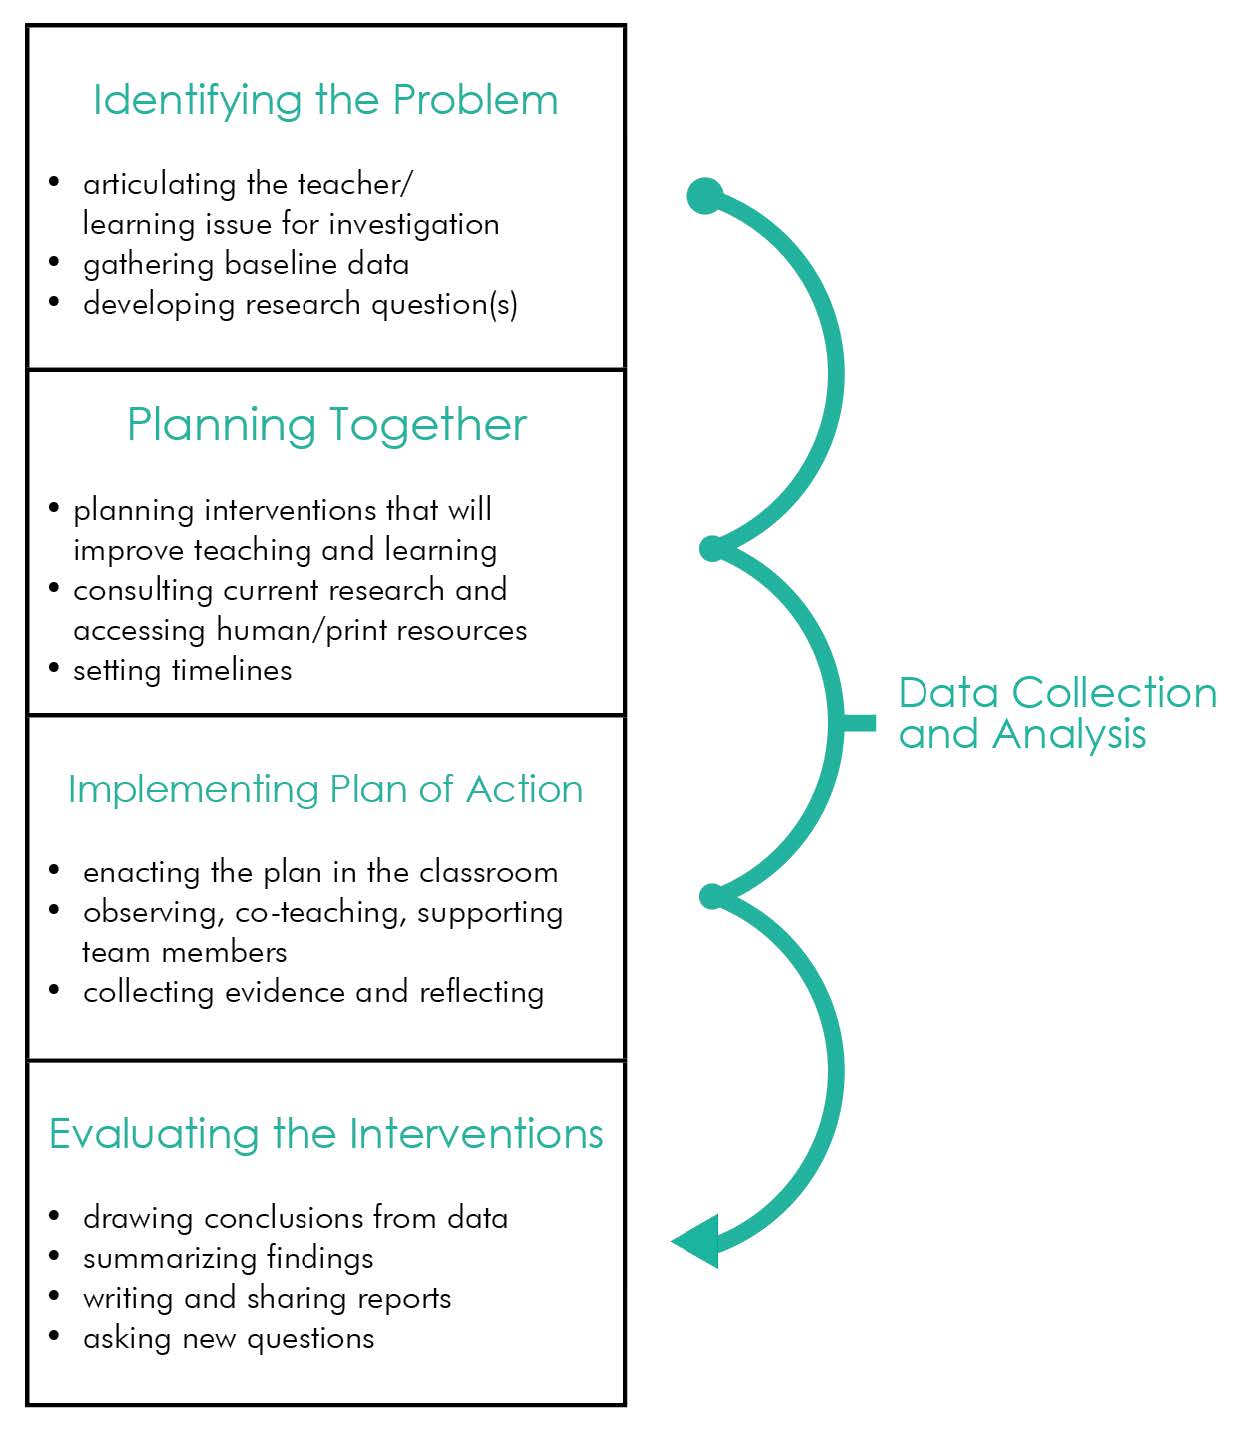 Identifying the Problem
• articulating the teacher/
learning issue for investigation
• gathering baseline data
• developing research question(s)
Planning Together
• planning interventions that will
improve teaching and learning
• consulting current research and
accessing human/print resources
• setting timelines
Implementing Plan of Action
• enacting the plan in the classroom
• observing, co-teaching, supporting
team members
• collecting evidence and reflecting
Evaluating the Interventions
• drawing conclusions from data
• summarizing findings
• writing and sharing reports
• asking new questions
Data Collection
and Analysis